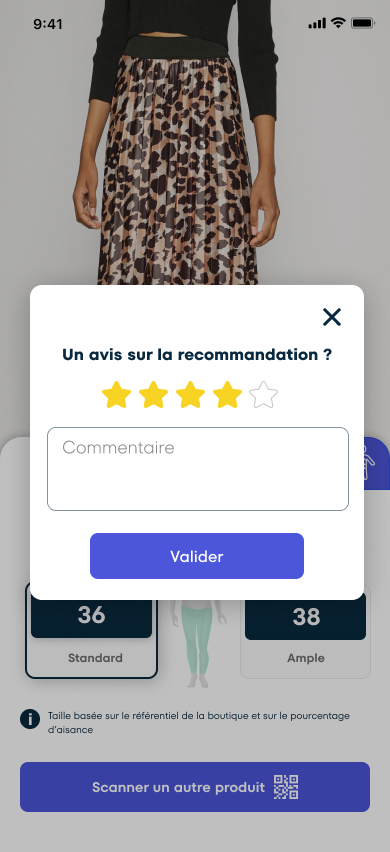 9:41
Un avis sur la recommandation ?
Commentaire
Valider
36
38
Standard
Ample
Taille basée sur le référentiel de la boutique et sur le pourcentage
d'aisance
Scanner un autre produit